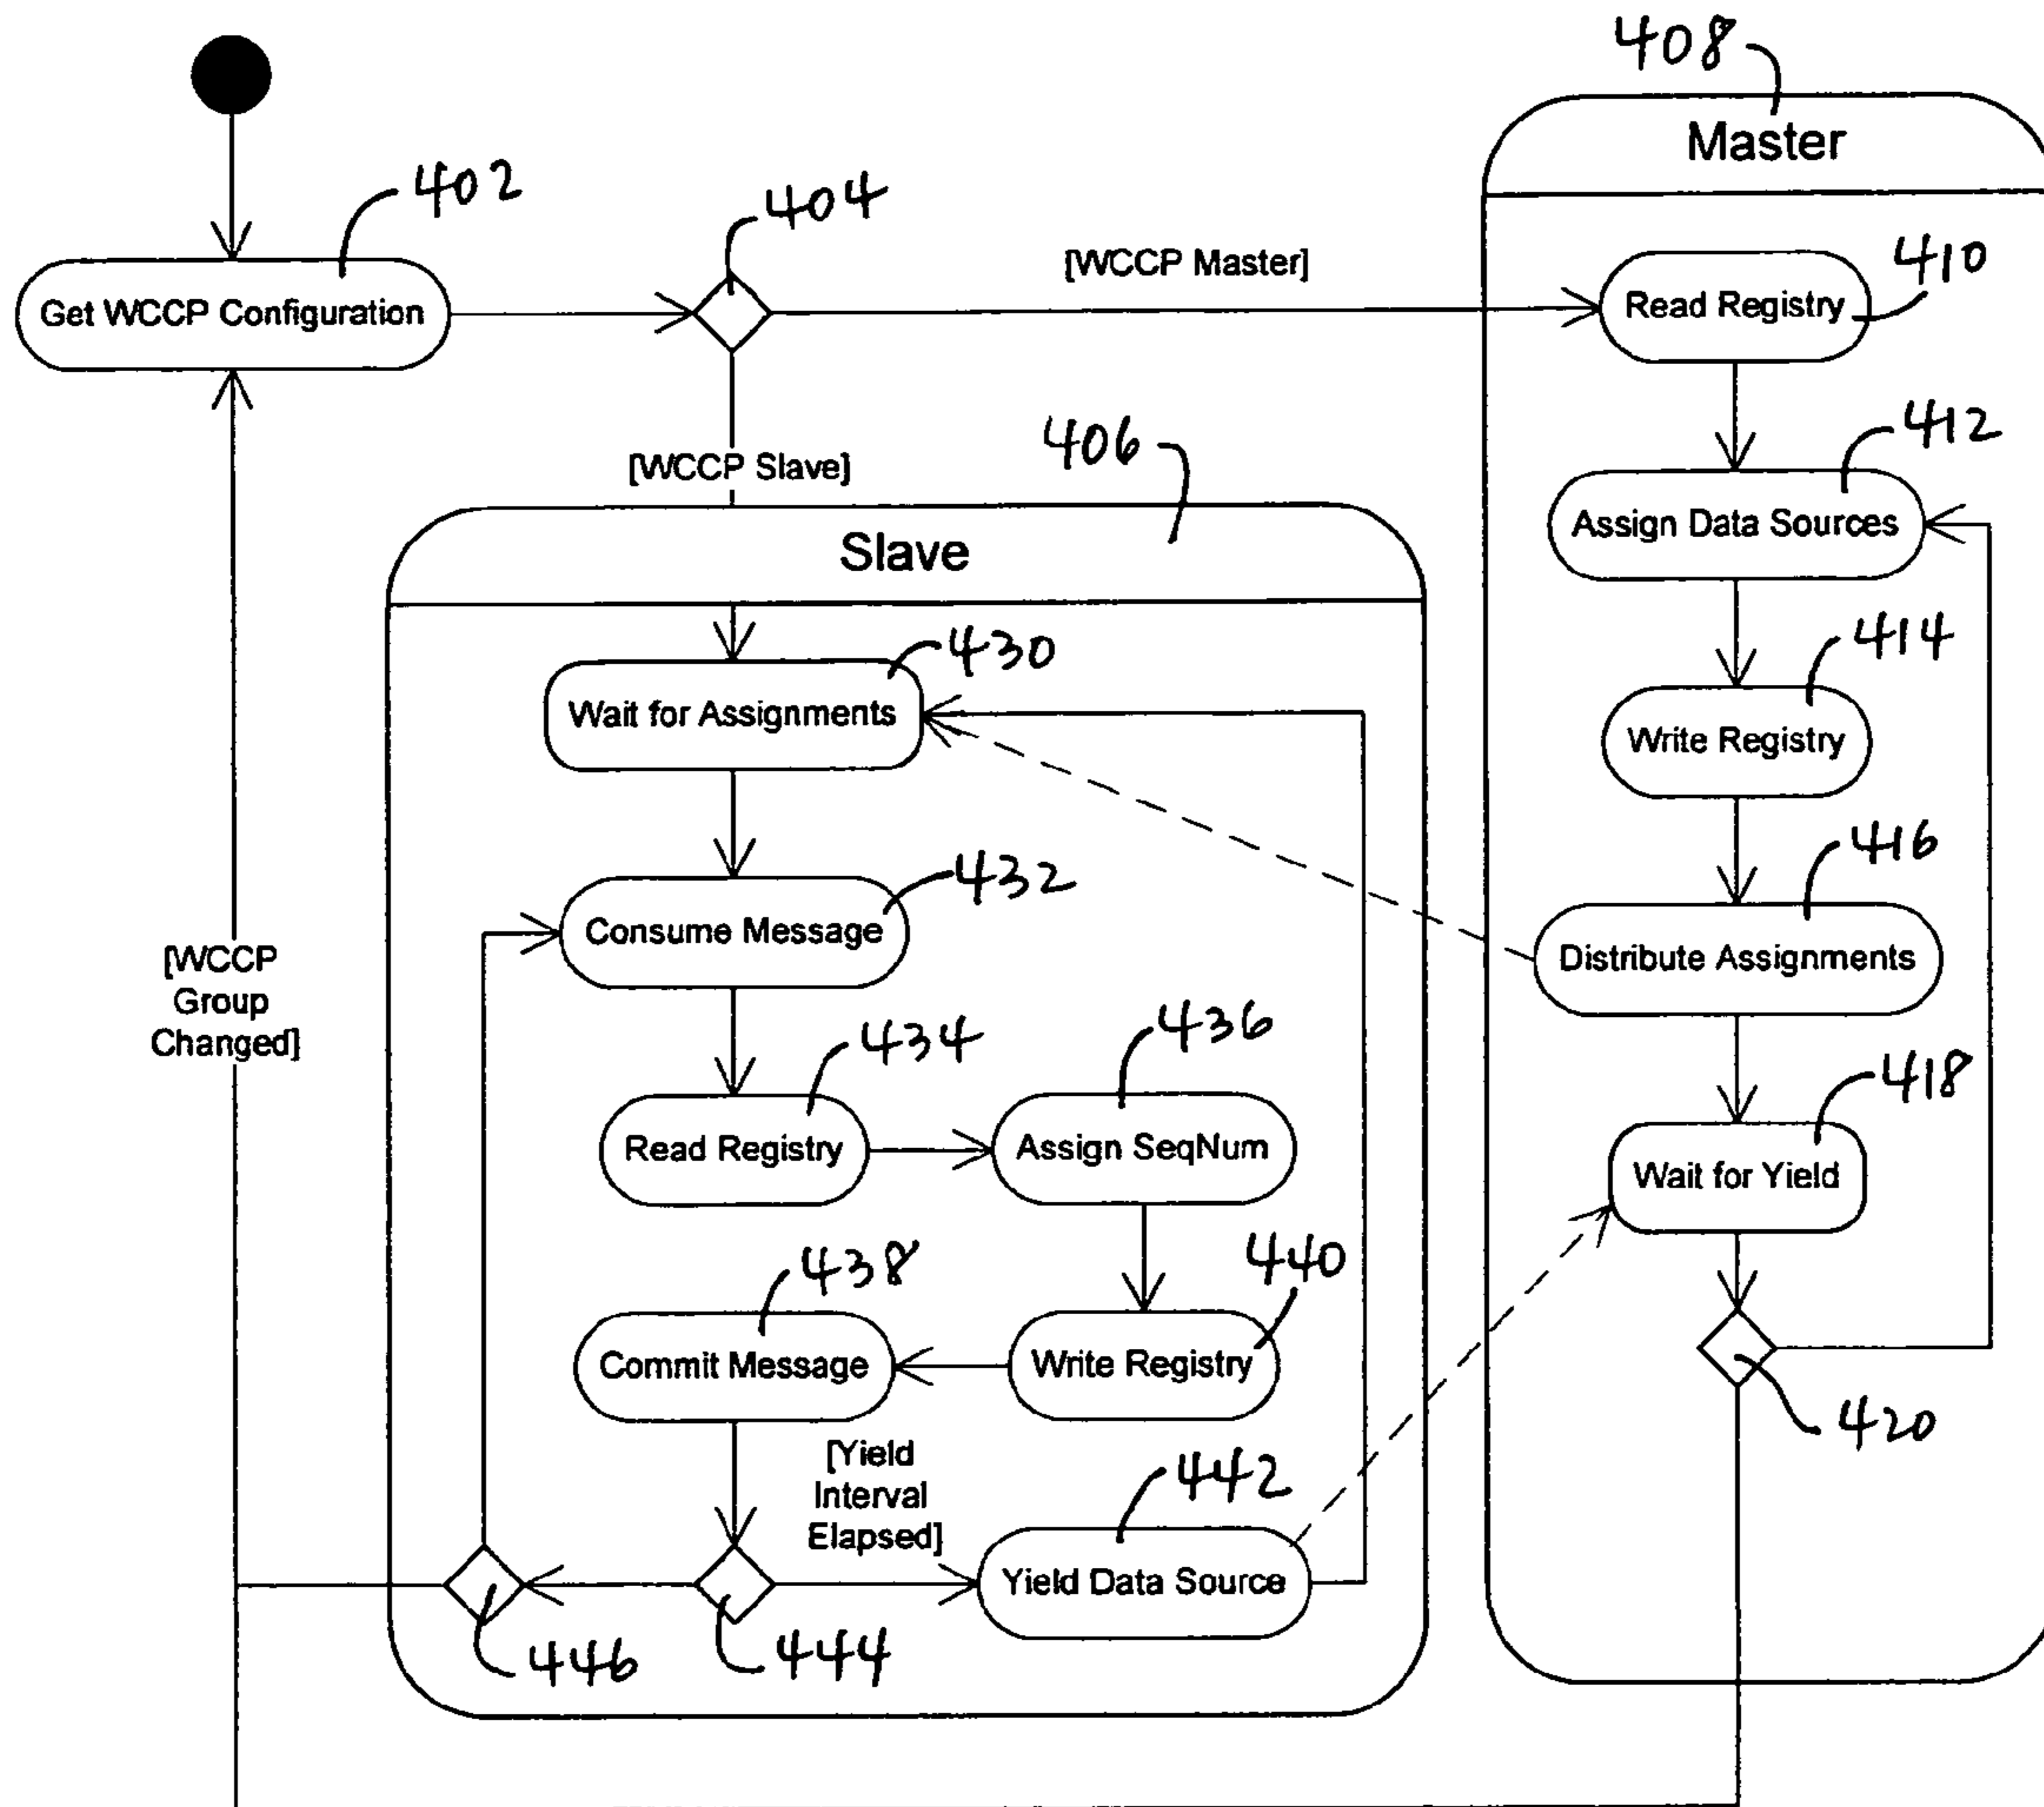 408
Master
402
404
[WCCP Master]
410
Get WCCP Configuration
Read Registry
406
412
[WCCP Slave]
Assign Data Sources
Slave
430
414
Wait for Assignments
Write Registry
432
416
Consume Message
Distribute Assignments
[WCCP
Group
Changed]
434
436
418
Read Registry
Assign SeqNum
Wait for Yield
438
440
Commit Message
Write Registry
420
[Yield
Interval
Elapsed]
442
Yield Data Source
446
444